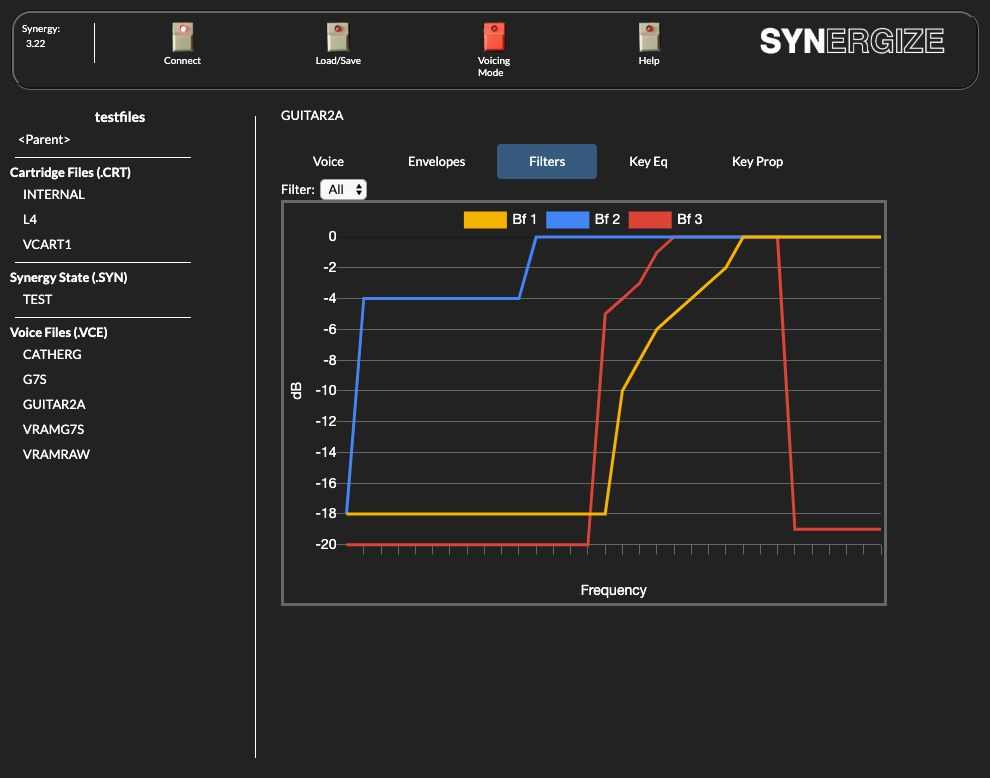 Synergy:
3.22
Connect
Load/Save
Voicing
Mode
Help
SYNERGIZE
testfiles
<Parent>
Cartridge Files (.CRT)
INTERNAL
L4
VCART1
Synergy State (.SYN)
TEST
Voice Files (.VCE)
CATHERG
G7S
GUITAR2A
VRAMG7S
VRAMRAW
GUITAR2A
Voice Envelopes Filters Key Eq Key Prop
Filter: All
Bf 1 Bf 2 Bf 3
0
-2
-4
-6
-8
-10
-12
-14
-16
-18
-20
dB
Frequency